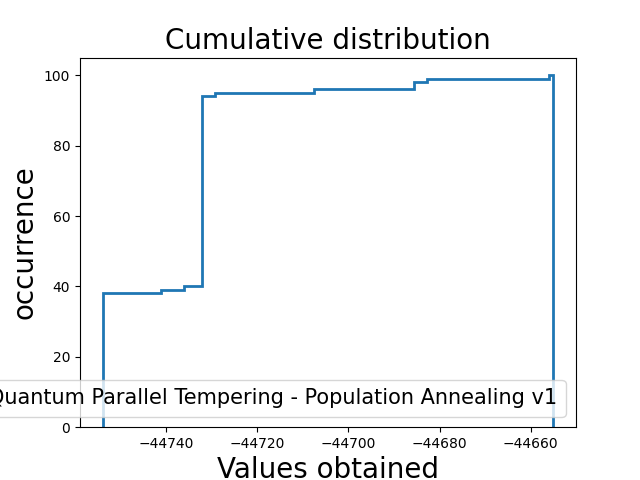 Cumulative distribution
occurrence
100
80
60
40
20
0
Quantum Parallel Tempering - Population Annealing v1
−44740
−44720
−44700
−44680
−44660
Values obtained